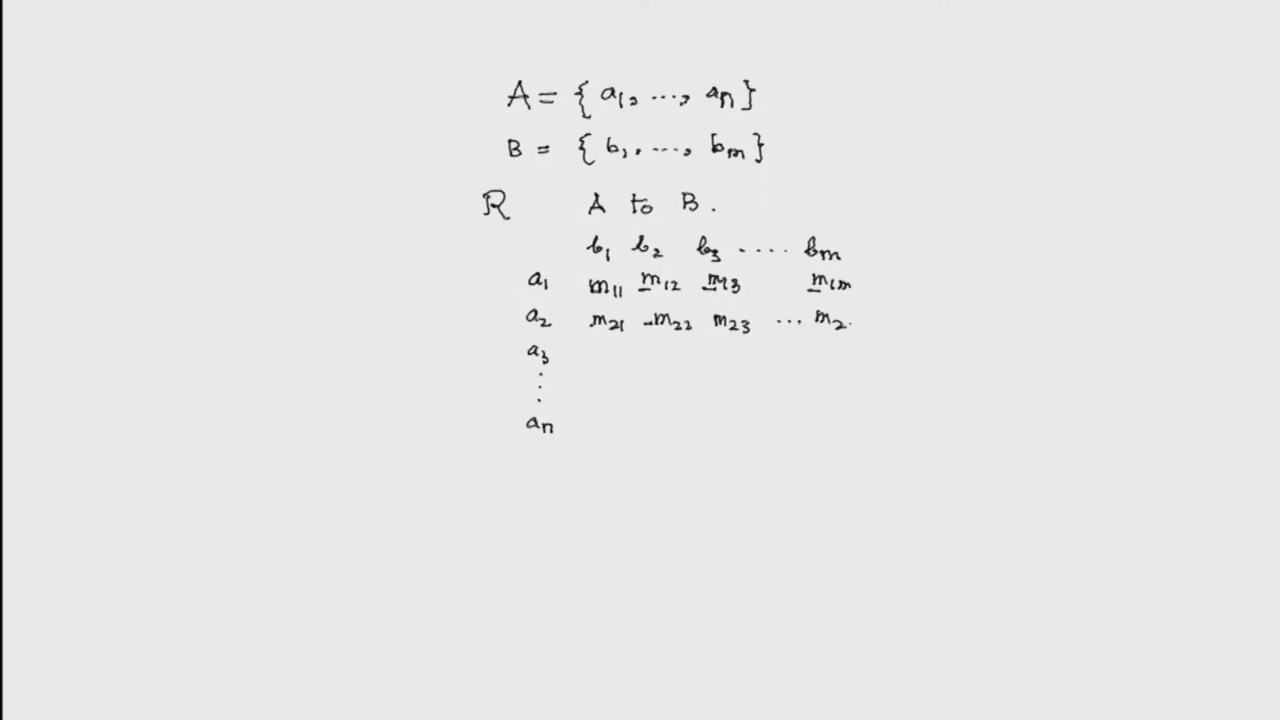 A = { a1, ..., an }
B = { b1, ..., bm }
R A to B.
b1 b2 b3 .... bm
a1 m11 m12 m13 m1m
a2 m21 m22 m23 ... m2.
a3
⋮
an